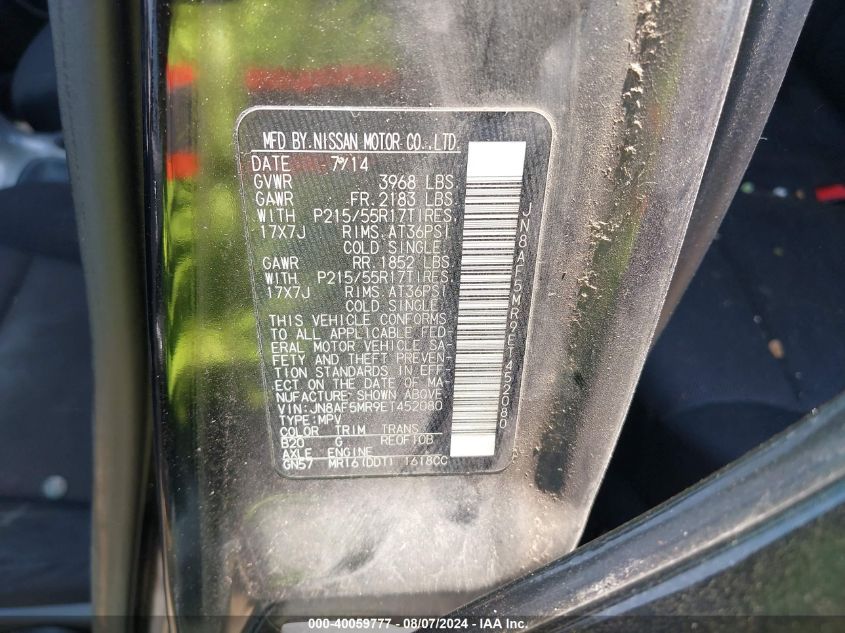 MFD BY NISSAN MOTOR CO.,LTD.
DATE 7/14
GVWR 3968 LBS
GAWR FR. 2183 LBS
WITH P215/55R17TIRES,
17X7J RIMS, AT36PSI
COLD SINGLE,
GAWR RR. 1852 LBS
WITH P215/55R17TIRES,
17X7J RIMS, AT36PSI
COLD SINGLE,
THIS VEHICLE CONFORMS
TO ALL APPLICABLE FED-
ERAL MOTOR VEHICLE SA-
FETY AND THEFT PREVEN-
TION STANDARDS IN EFF-
ECT ON THE DATE OF MA-
NUFACTURE SHOWN ABOVE.
VIN: JN8AF5MR9ET452080
TYPE:MPV
COLOR TRIM TRANS
B20 G RE0F10B
AXLE ENGINE
GN57 MR16(DDT) 1618CC
JN8AF5MR9ET452080
000-40059777 - 08/07/2024 - IAA Inc.